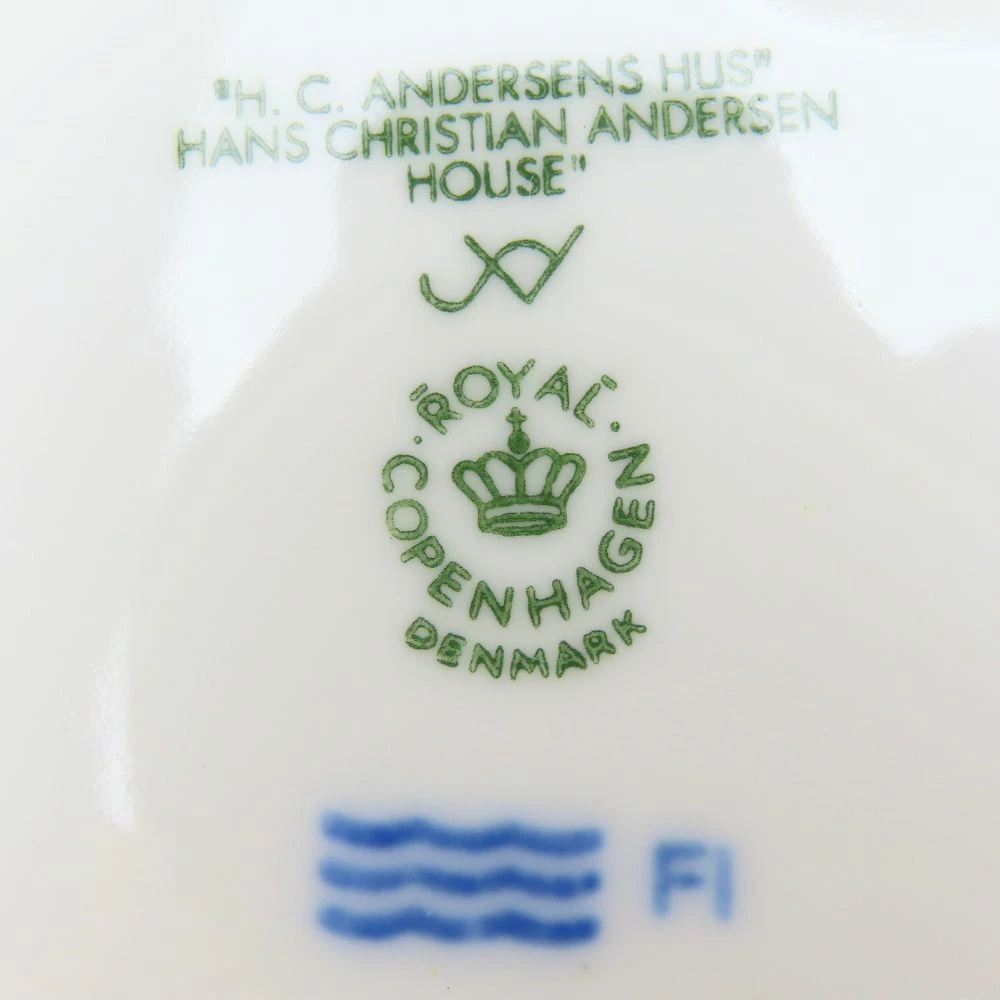 "H. C. ANDERSENS HUS"
HANS CHRISTIAN ANDERSEN
HOUSE"
ROYAL
COPENHAGEN
DENMARK
FI